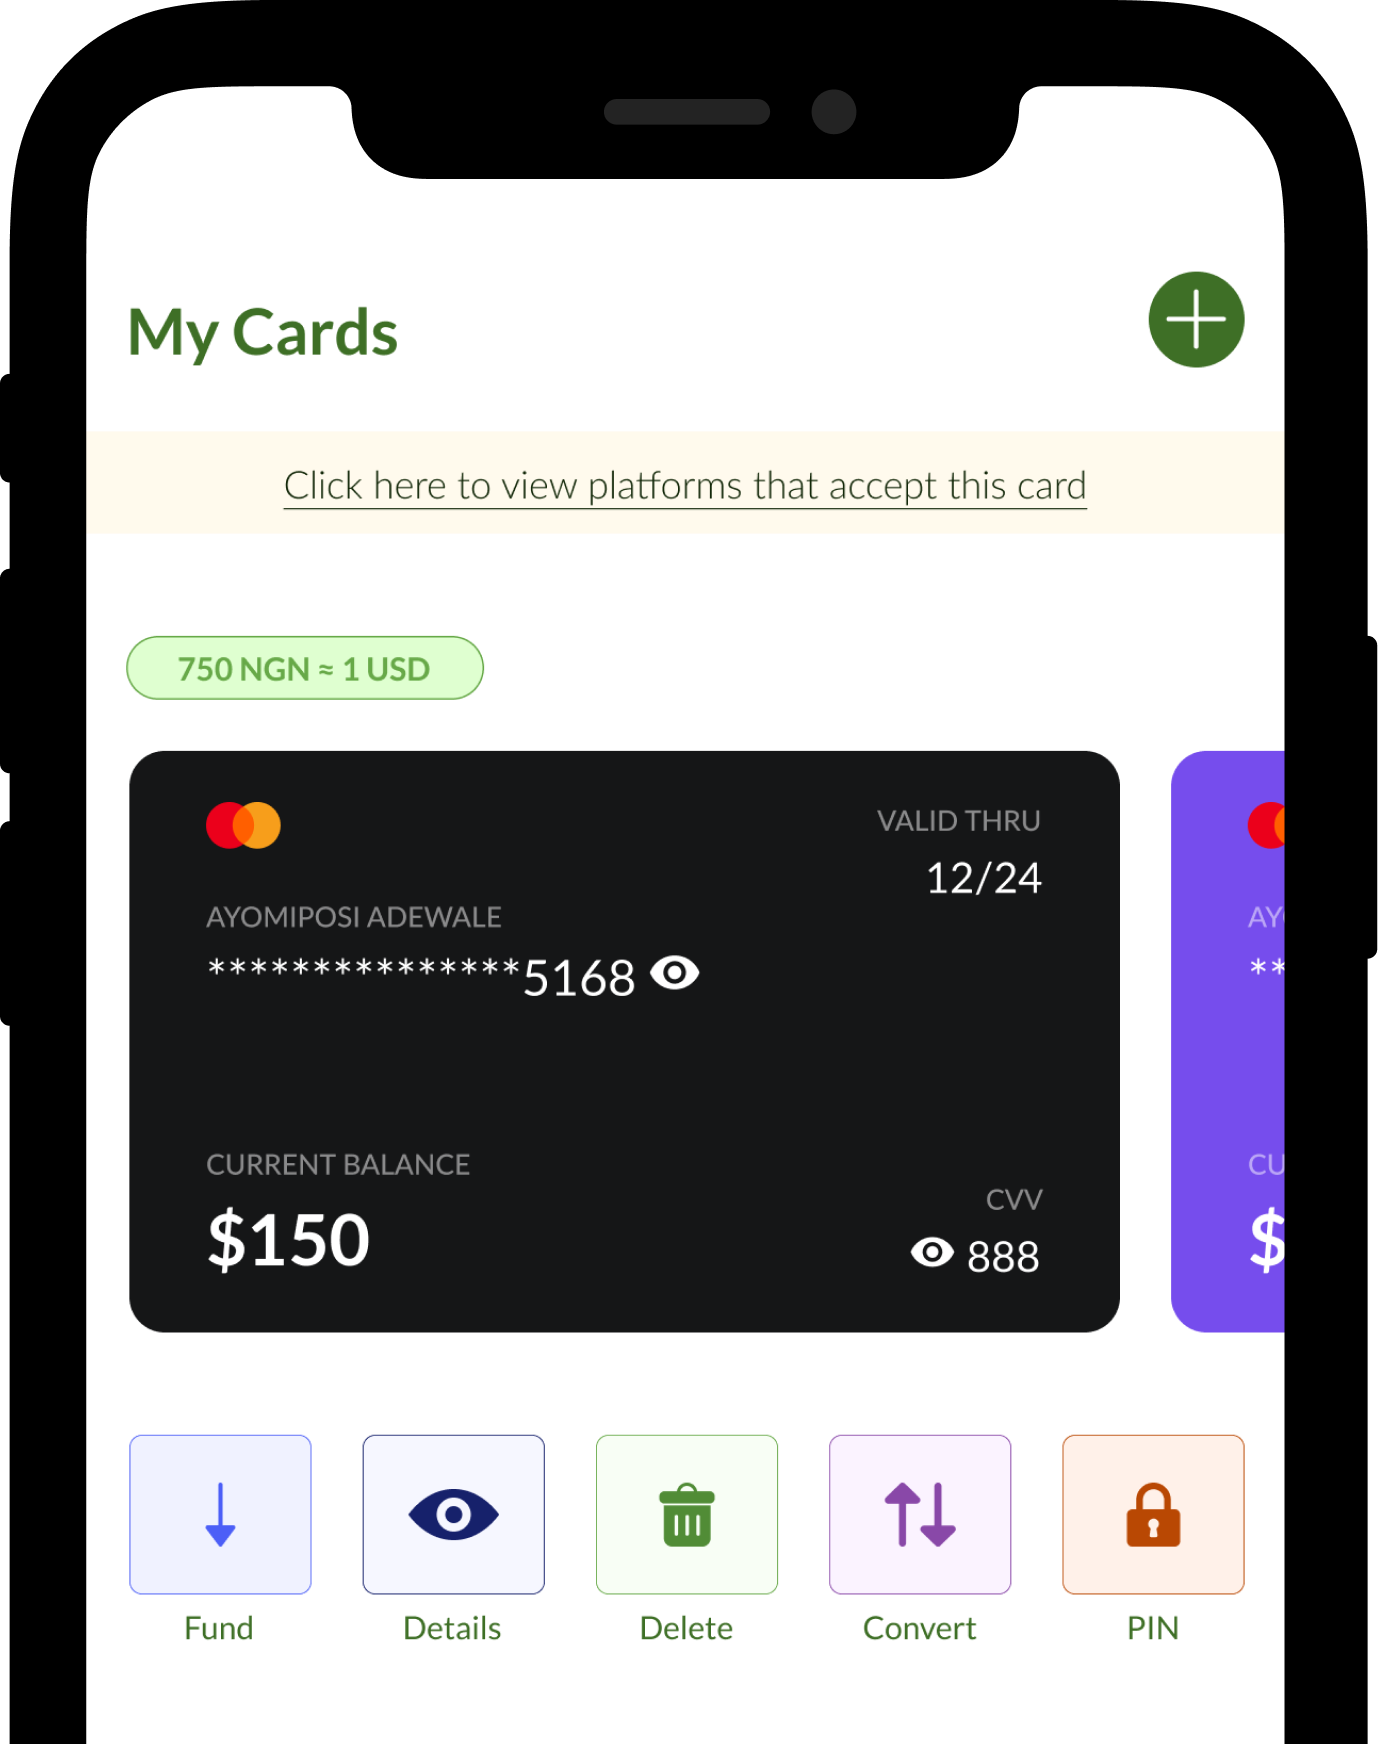 My Cards
Click here to view platforms that accept this card
750 NGN ≈ 1 USD
VALID THRU
12/24
AYOMIPOSI ADEWALE
***************5168
CURRENT BALANCE
$150
CVV
888
AY
**
CU
$
Fund
Details
Delete
Convert
PIN